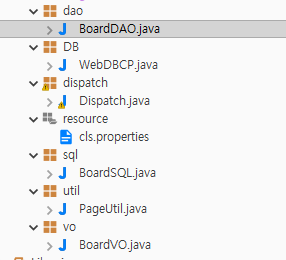 dao
BoardDAO.java
DB
WebDBCP.java
dispatch
Dispatch.java
resource
cls.properties
sql
BoardSQL.java
util
PageUtil.java
vo
BoardVO.java